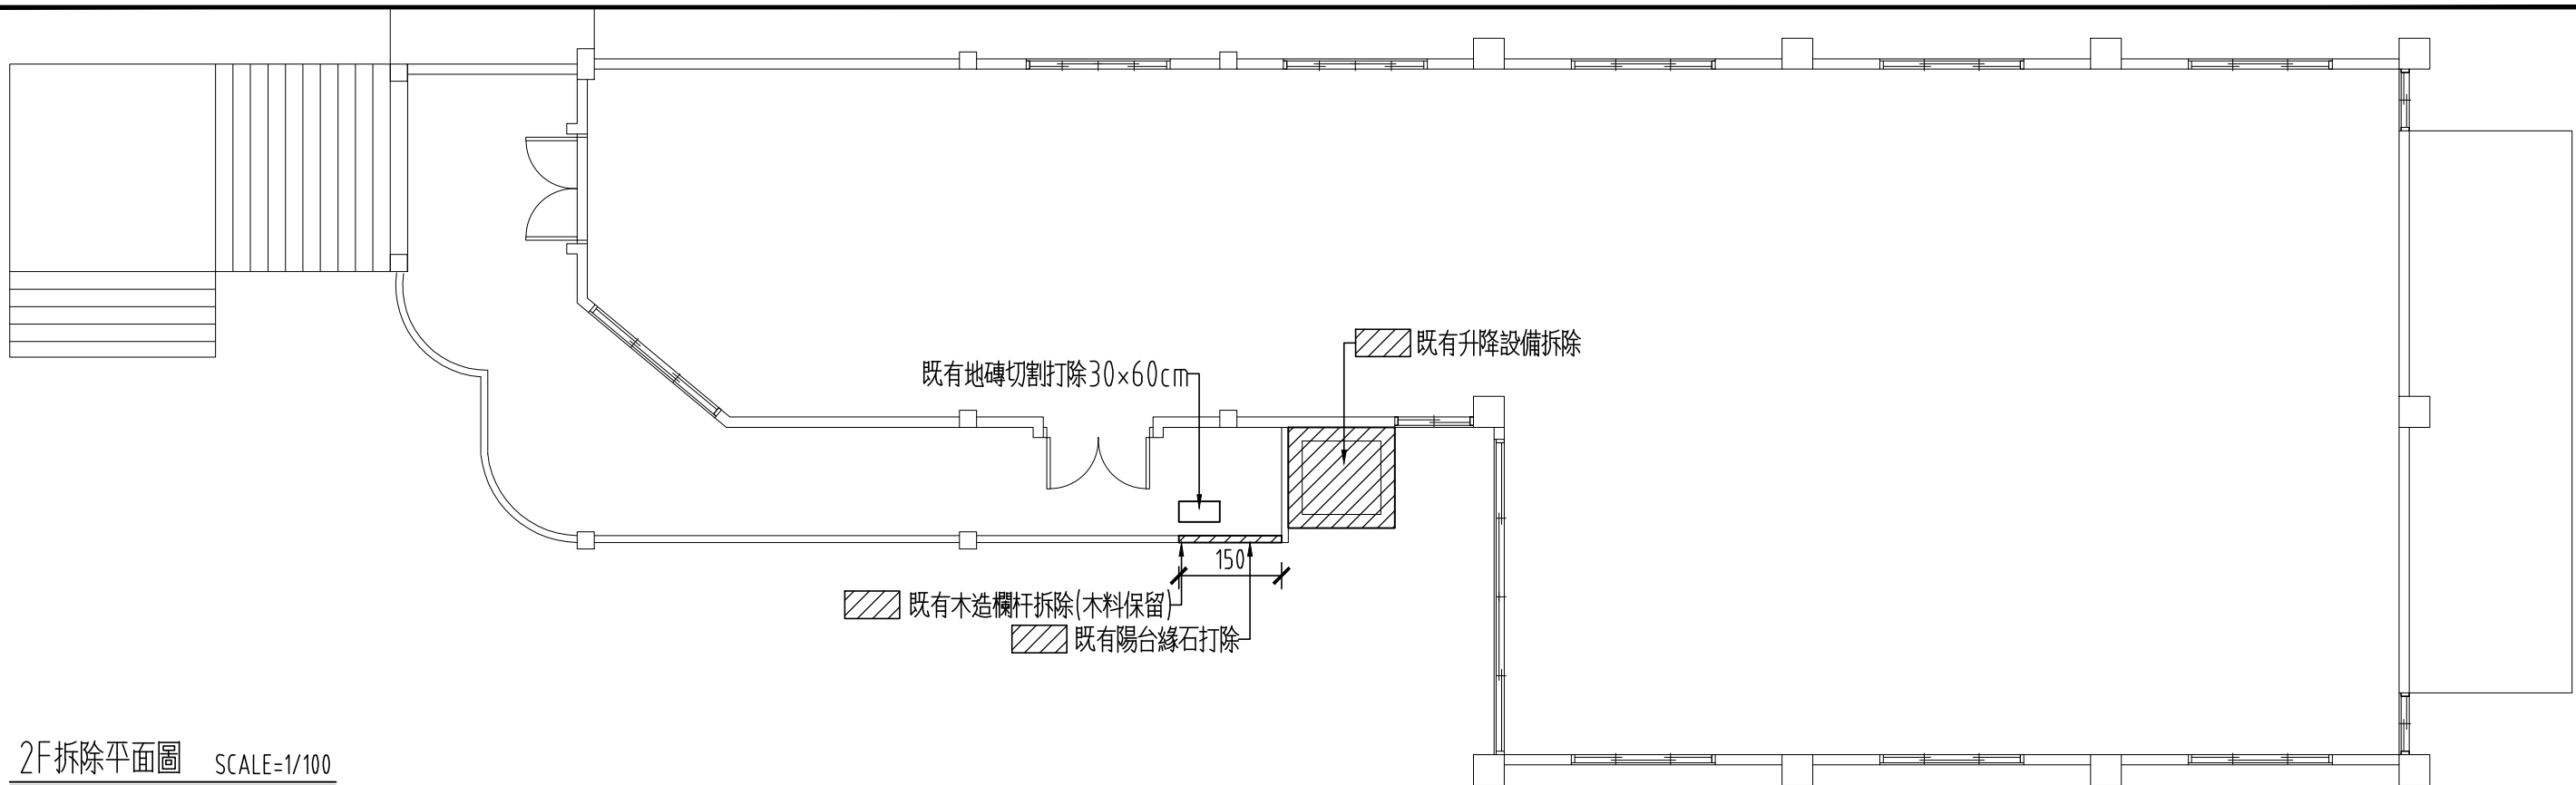 既有升降設備拆除
既有地磚切割打除30×60cm
150
既有木造欄杆拆除(木料保留)
既有陽台緣石打除
2F拆除平面圖 SCALE=1/100